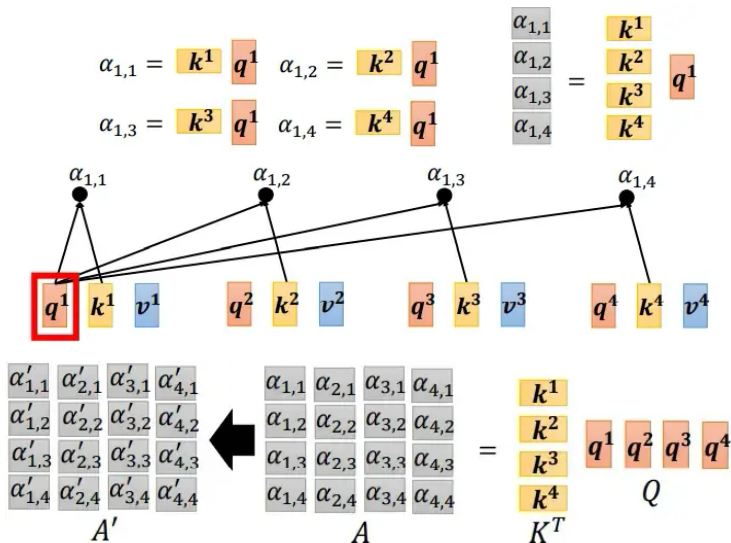 α1,1 = k¹ q¹ α1,2 = k² q¹
α1,3 = k³ q¹ α1,4 = k⁴ q¹
α1,1
α1,2
α1,3
α1,4
=
k¹
k²
k³
k⁴
q¹
α1,1 α1,2 α1,3 α1,4
q¹ k¹ v¹ q² k² v² q³ k³ v³ q⁴ k⁴ v⁴
α′1,1 α′2,1 α′3,1 α′4,1
α′1,2 α′2,2 α′3,2 α′4,2
α′1,3 α′2,3 α′3,3 α′4,3
α′1,4 α′2,4 α′3,4 α′4,4
A′
α1,1 α2,1 α3,1 α4,1
α1,2 α2,2 α3,2 α4,2
α1,3 α2,3 α3,3 α4,3
α1,4 α2,4 α3,4 α4,4
A
=
k¹
k²
k³
k⁴
Kᵀ
q¹ q² q³ q⁴
Q